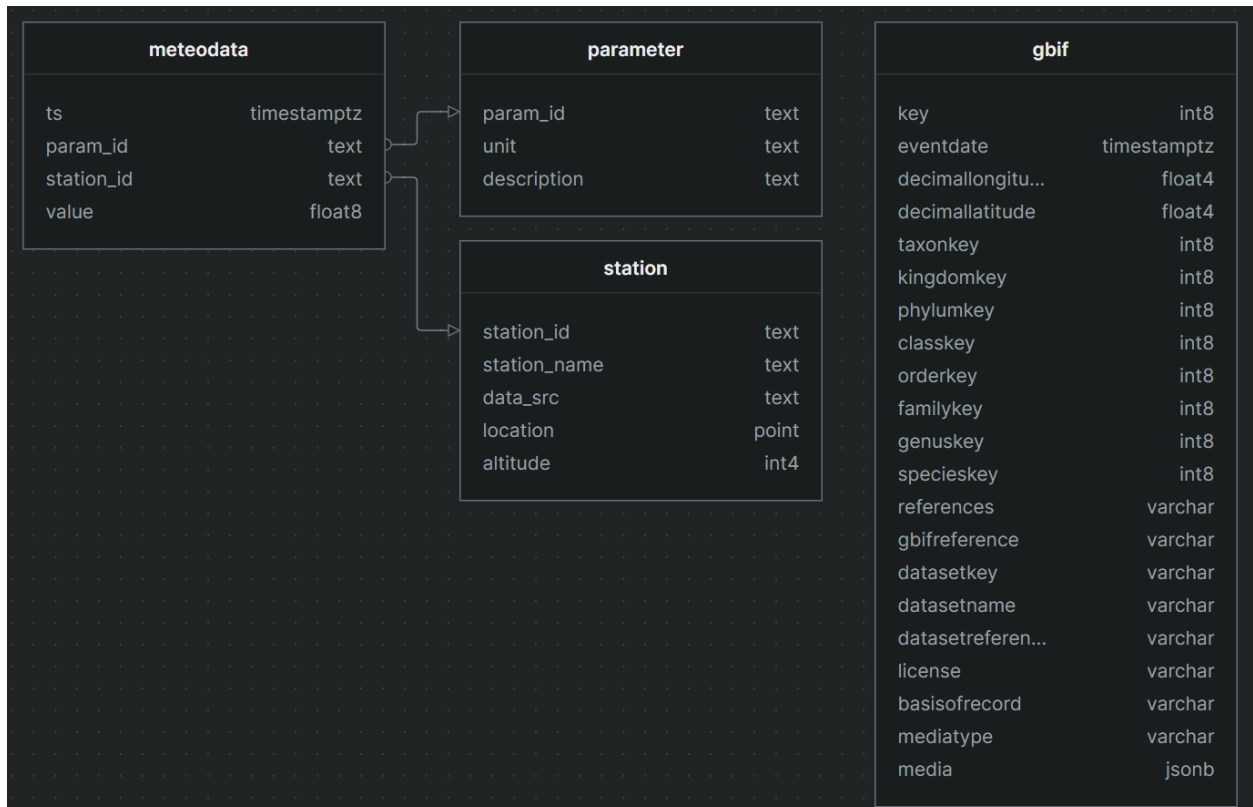 meteodata
ts timestamptz
param_id text
station_id text
value float8
parameter
param_id text
unit text
description text
station
station_id text
station_name text
data_src text
location point
altitude int4
gbif
key int8
eventdate timestamptz
decimallongitu... float4
decimallatitude float4
taxonkey int8
kingdomkey int8
phylumkey int8
classkey int8
orderkey int8
familykey int8
genuskey int8
specieskey int8
references varchar
gbifreference varchar
datasetkey varchar
datasetname varchar
datasetreferen... varchar
license varchar
basisofrecord varchar
mediatype varchar
media jsonb